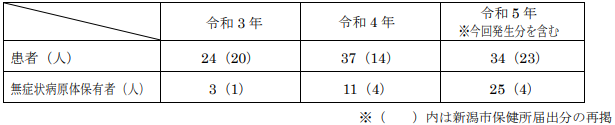 令和3年 令和4年 令和5年
※今回発生分を含む
患者(人) 24(20) 37(14) 34(23)
無症状病原体保有者(人) 3(1) 11(4) 25(4)
※( )内は新潟市保健所届出分の再掲